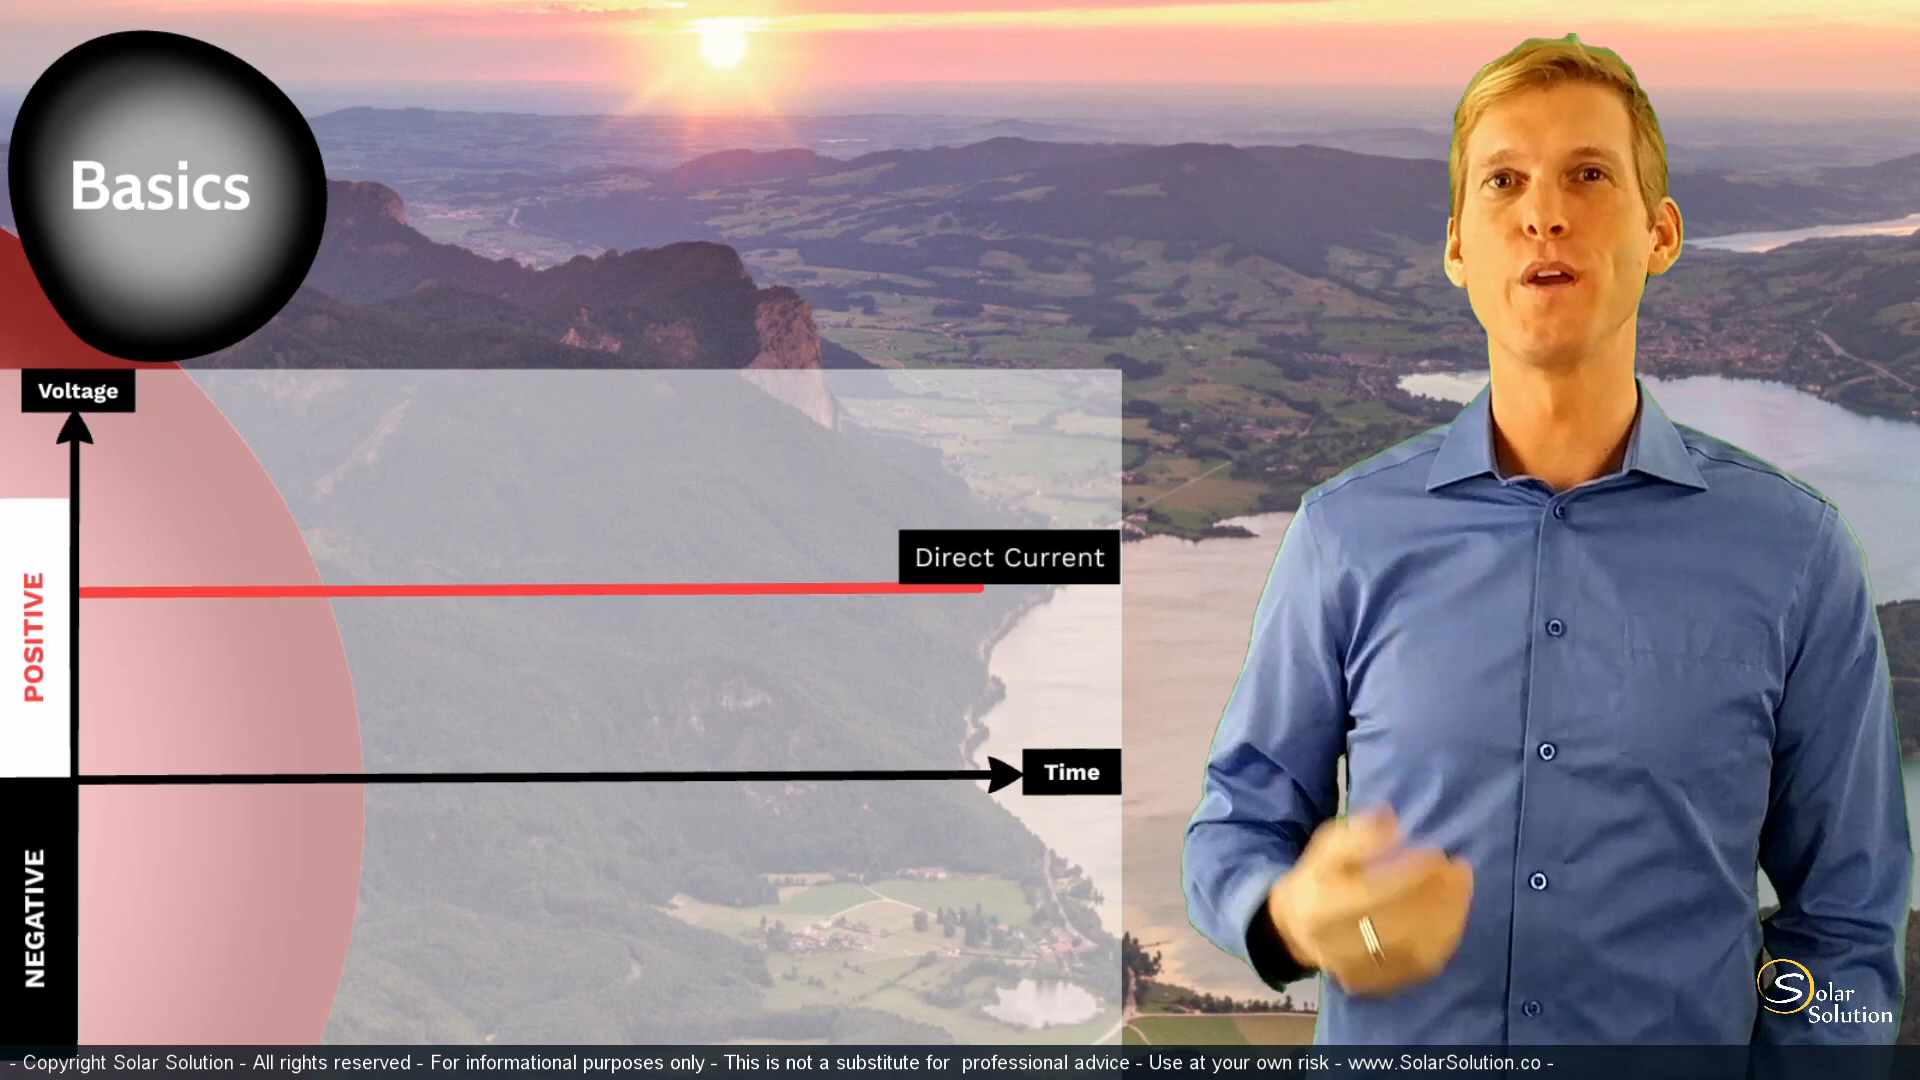 Basics
Voltage
Direct Current
POSITIVE
Time
NEGATIVE
Solar
Solution
- Copyright Solar Solution - All rights reserved - For informational purposes only - This is not a substitute for  professional advice - Use at your own risk - www.SolarSolution.co -